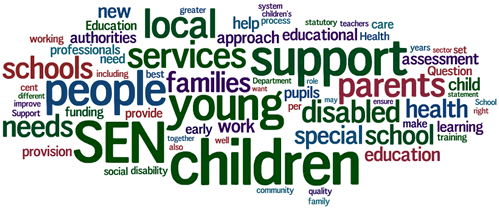 new local greater system children's
Education help process statutory teachers care
working authorities approach educational Health
professionals need services support years sector set
schools including best families Department role assessment
cent different people want parents Question
improve young pupils child
Support funding per may ensure statement School
needs provide early work disabled health right
SEN together well special school make learning
provision also children training
social disability education
community quality
family